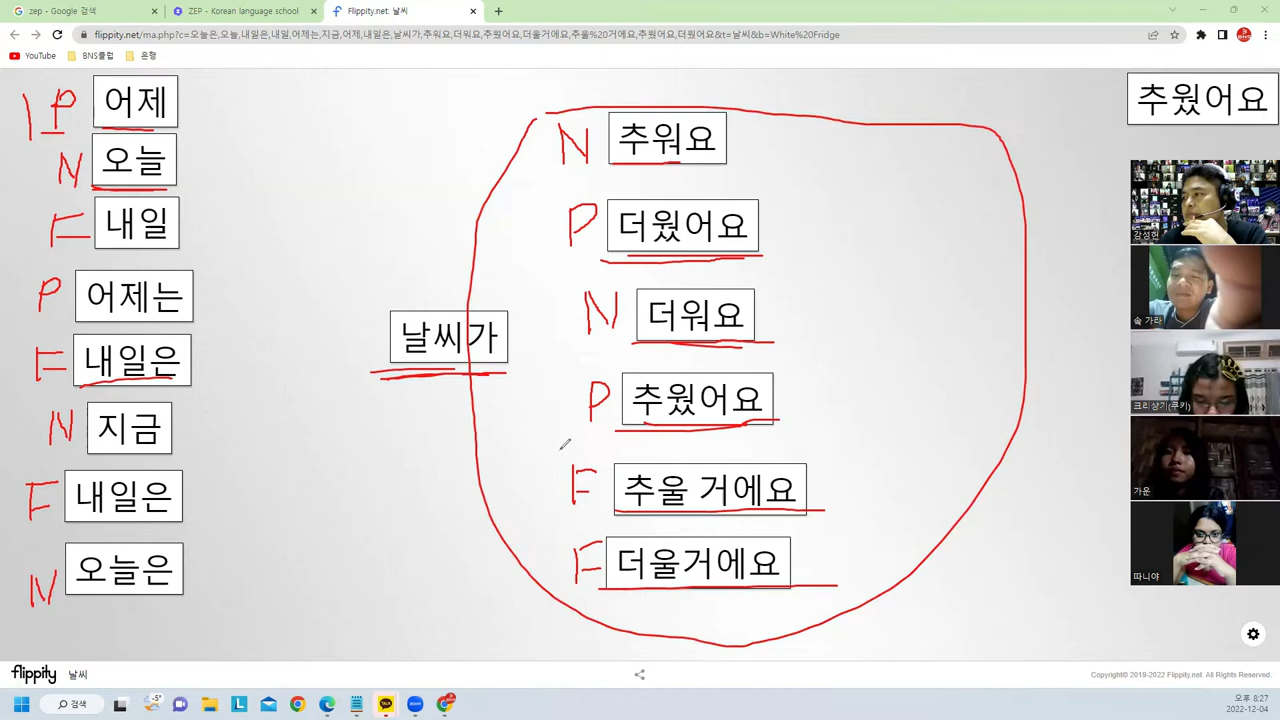 zep - Google 검색
ZEP - Korean language school
Flippity.net: 날씨
flippity.net/ma.php?c=오늘은,오늘,내일은,내일,어제는,지금,어제,내일은,날씨가,추워요,더워요,추웠어요,더울거에요,추울%20거에요,추웠어요,더웠어요&t=날씨&b=White%20Fridge
YouTube
BNS플립
은행
1 P 어제
N 오늘
F 내일
P 어제는
F 내일은
N 지금
F 내일은
N 오늘은
날씨가
N 추워요
P 더웠어요
N 더워요
P 추웠어요
F 추울 거에요
F 더울거에요
추웠어요
강성헌
솜 가라
크리샹기(쿠키)
가운
따니야
flippity 날씨
Copyright ©2019-2022 Flippity.net. All Rights Reserved.
검색
-5°
오후 8:27
2022-12-04